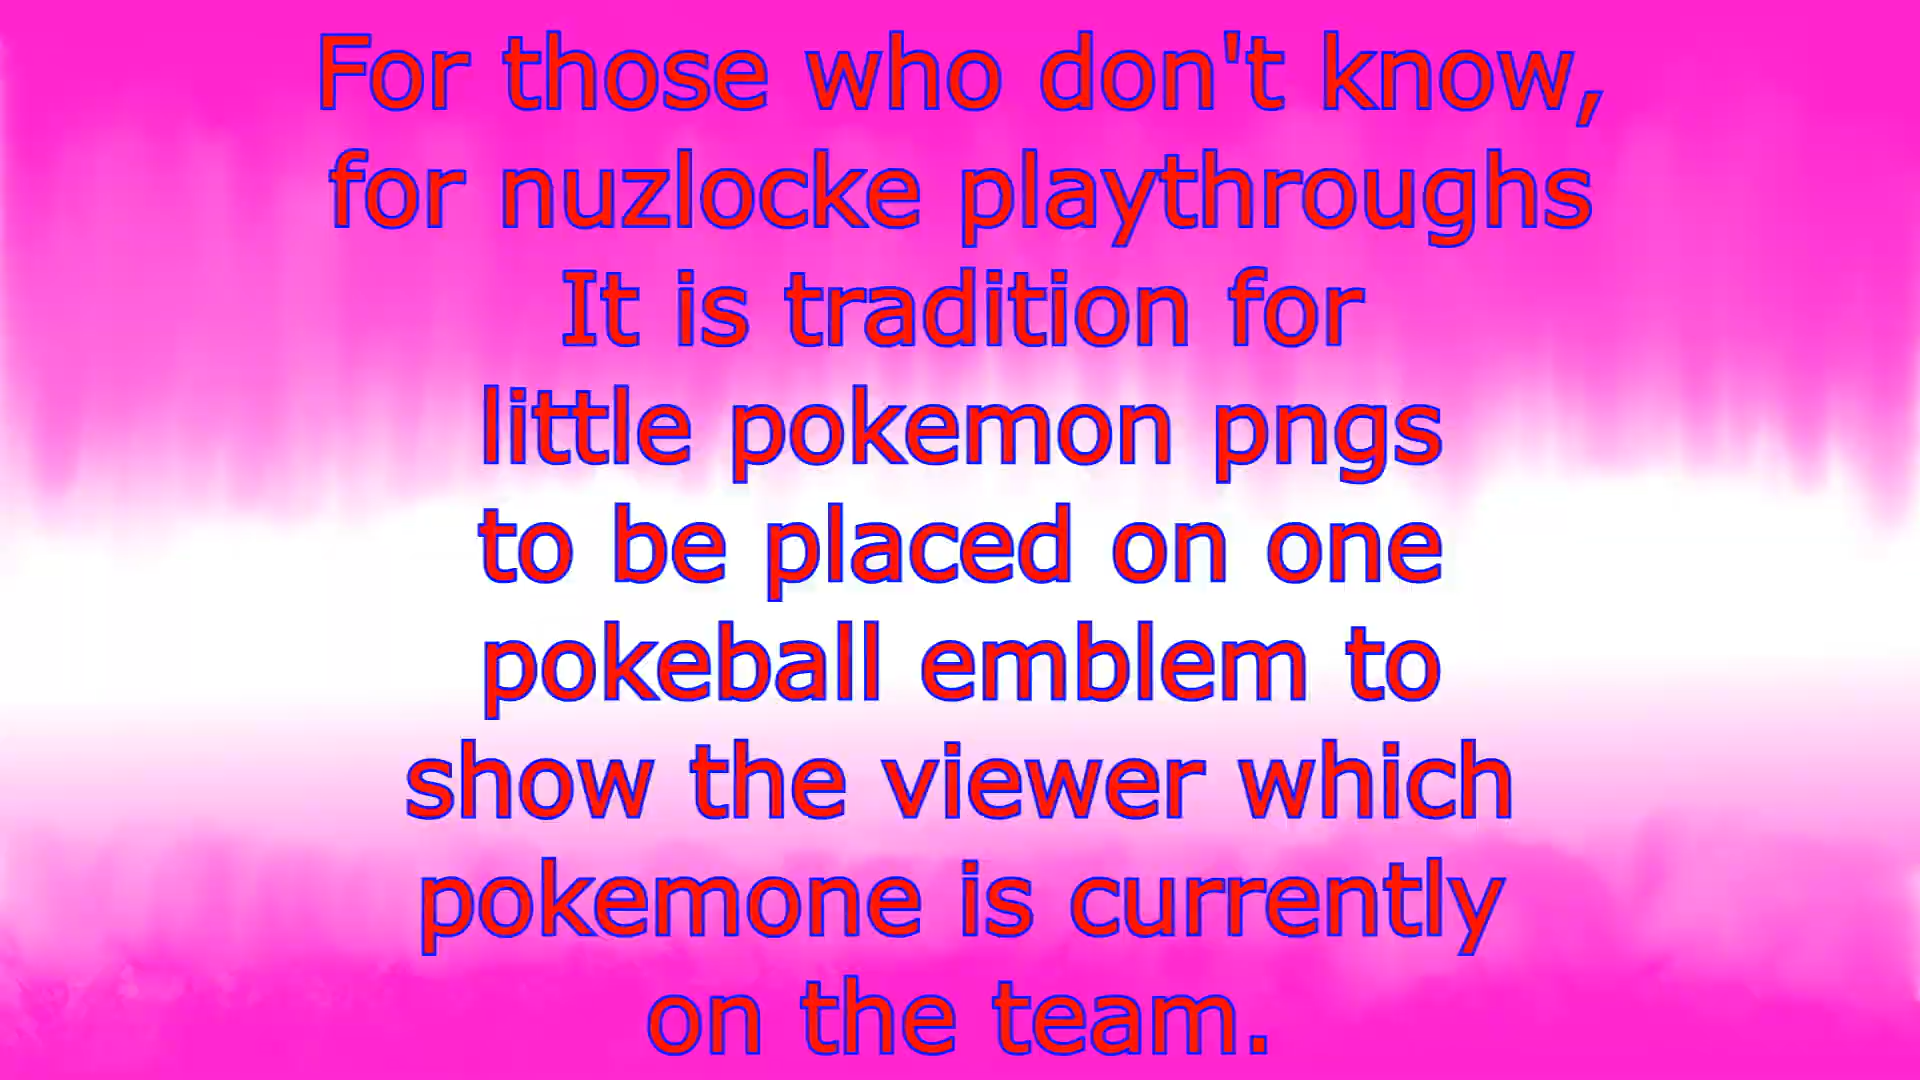 For those who don't know,
for nuzlocke playthroughs
It is tradition for
little pokemon pngs
to be placed on one
pokeball emblem to
show the viewer which
pokemone is currently
on the team.